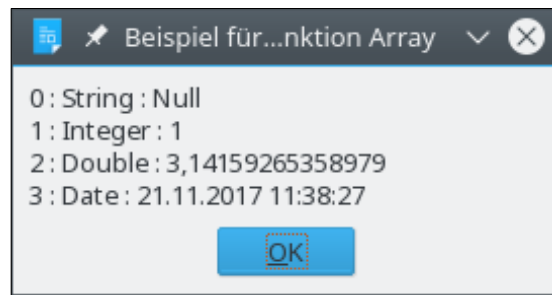 Beispiel für...nktion Array
0 : String : Null
1 : Integer : 1
2 : Double : 3,14159265358979
3 : Date : 21.11.2017 11:38:27
OK